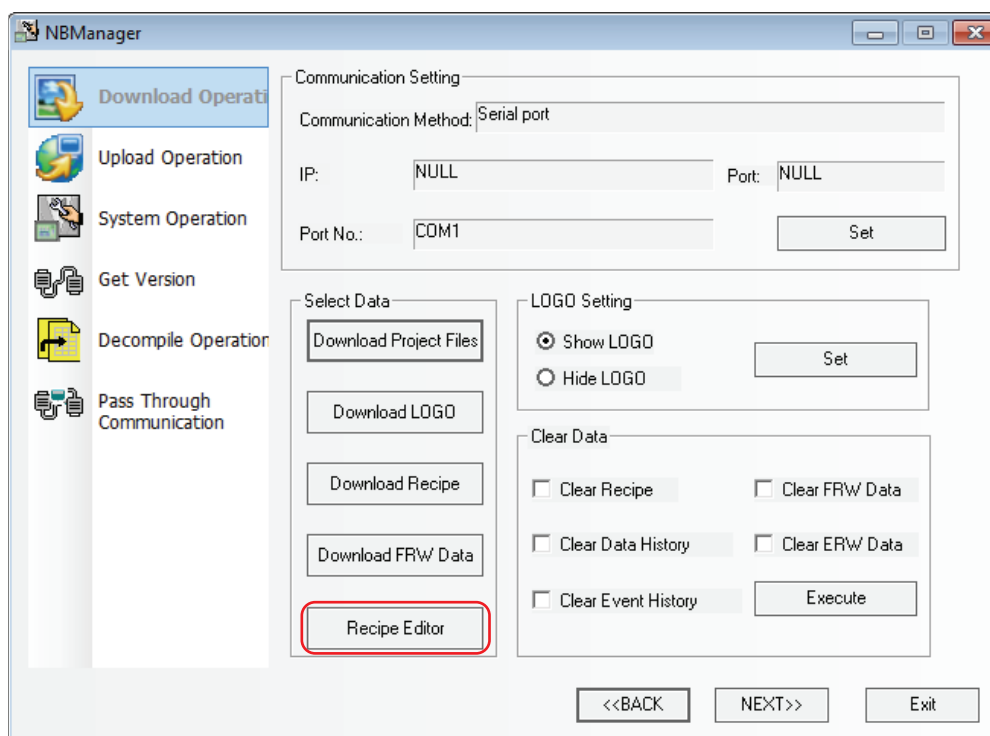 NBManager
Download Operati
Upload Operation
System Operation
Get Version
Decompile Operation
Pass Through
Communication
Communication Setting
Communication Method: Serial port
IP: NULL Port: NULL
Port No.: COM1 Set
Select Data
Download Project Files
Download LOGO
Download Recipe
Download FRW Data
Recipe Editor
LOGO Setting
Show LOGO
Hide LOGO
Set
Clear Data
Clear Recipe Clear FRW Data
Clear Data History Clear ERW Data
Clear Event History Execute
<<BACK NEXT>> Exit